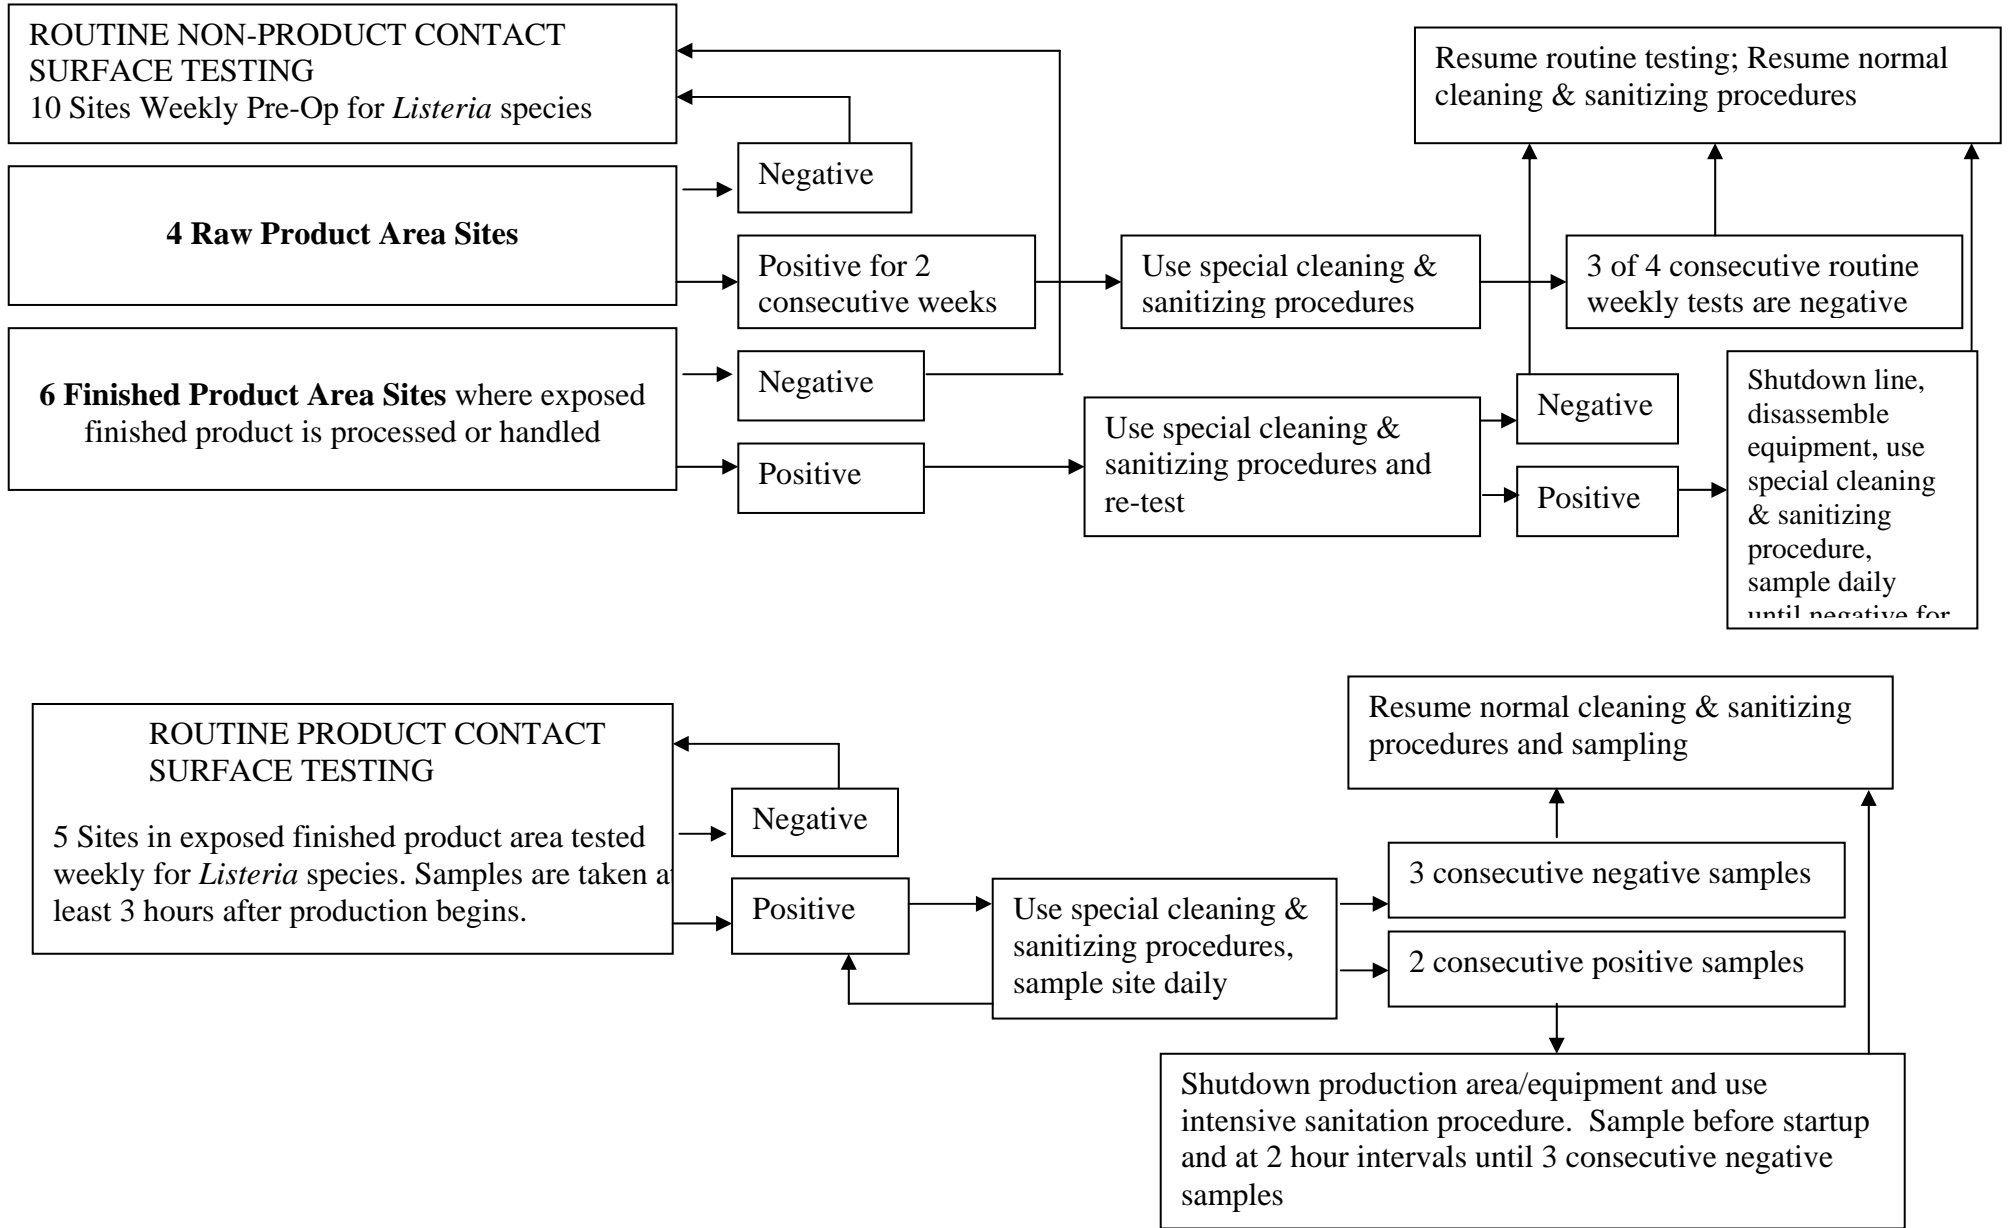 ROUTINE NON-PRODUCT CONTACT
SURFACE TESTING
10 Sites Weekly Pre-Op for Listeria species
Resume routine testing; Resume normal
cleaning & sanitizing procedures
Negative
4 Raw Product Area Sites
Positive for 2
consecutive weeks
Use special cleaning &
sanitizing procedures
3 of 4 consecutive routine
weekly tests are negative
6 Finished Product Area Sites where exposed
finished product is processed or handled
Negative
Positive
Use special cleaning &
sanitizing procedures and
re-test
Negative
Positive
Shutdown line,
disassemble
equipment, use
special cleaning
& sanitizing
procedure,
sample daily
until negative for
ROUTINE PRODUCT CONTACT
SURFACE TESTING
5 Sites in exposed finished product area tested
weekly for Listeria species. Samples are taken at
least 3 hours after production begins.
Negative
Positive
Use special cleaning &
sanitizing procedures,
sample site daily
Resume normal cleaning & sanitizing
procedures and sampling
3 consecutive negative samples
2 consecutive positive samples
Shutdown production area/equipment and use
intensive sanitation procedure. Sample before startup
and at 2 hour intervals until 3 consecutive negative
samples